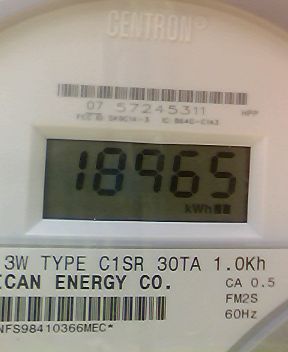 CENTRON®
07 57245311 HPP
18965
kWh
3W TYPE C1SR 30TA 1.0Kh
ICAN ENERGY CO. CA 0.5
FM2S
NFS98410366MEC* 60Hz